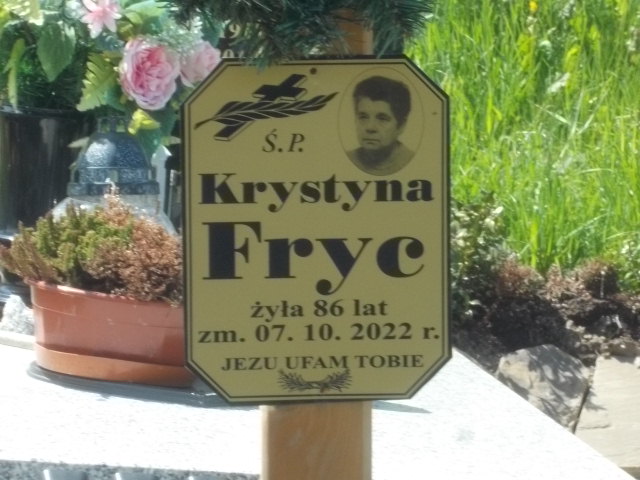 Ś.P.
Krystyna
Fryc
żyła 86 lat
zm. 07. 10. 2022 r.
JEZU UFAM TOBIE